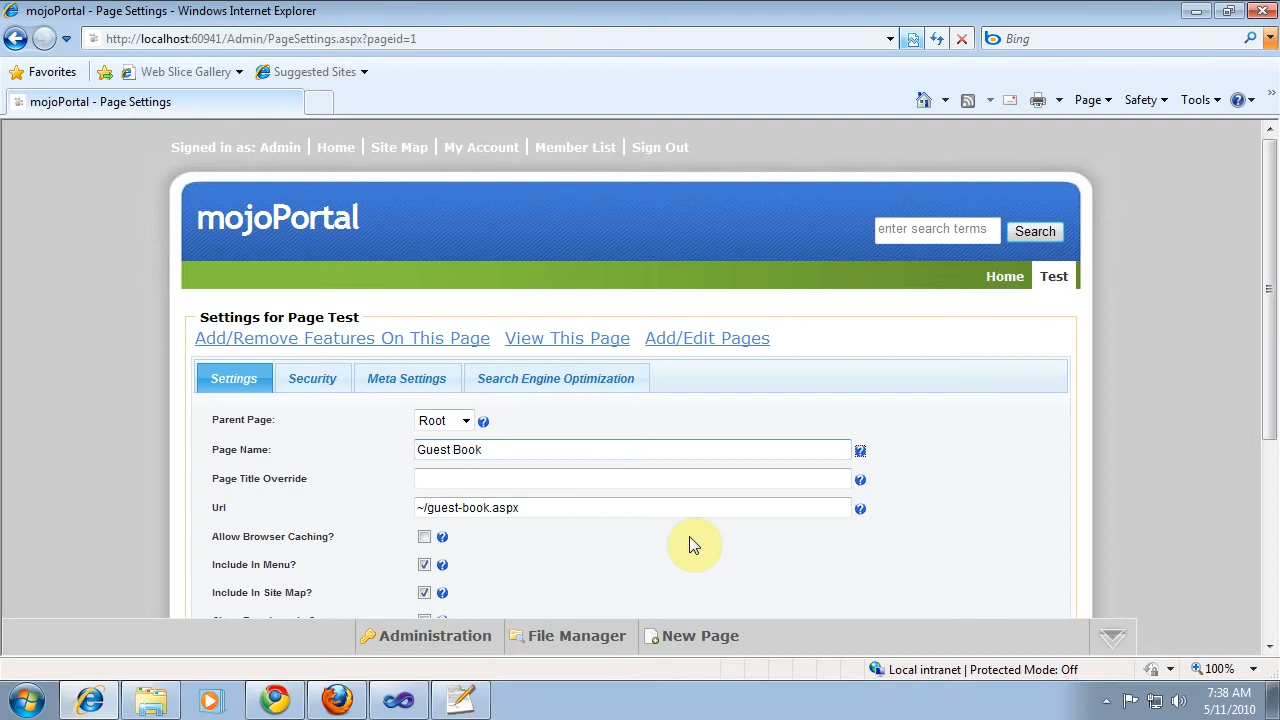 mojoPortal - Page Settings - Windows Internet Explorer
http://localhost:60941/Admin/PageSettings.aspx?pageid=1
Bing
Favorites Web Slice Gallery Suggested Sites
mojoPortal - Page Settings
Page Safety Tools
Signed in as: Admin Home Site Map My Account Member List Sign Out
mojoPortal
enter search terms Search
Home Test
Settings for Page Test
Add/Remove Features On This Page View This Page Add/Edit Pages
Settings Security Meta Settings Search Engine Optimization
Parent Page: Root
Page Name: Guest Book
Page Title Override
Url ~/guest-book.aspx
Allow Browser Caching?
Include In Menu?
Include In Site Map?
Administration File Manager New Page
Local intranet | Protected Mode: Off 100%
7:38 AM
5/11/2010